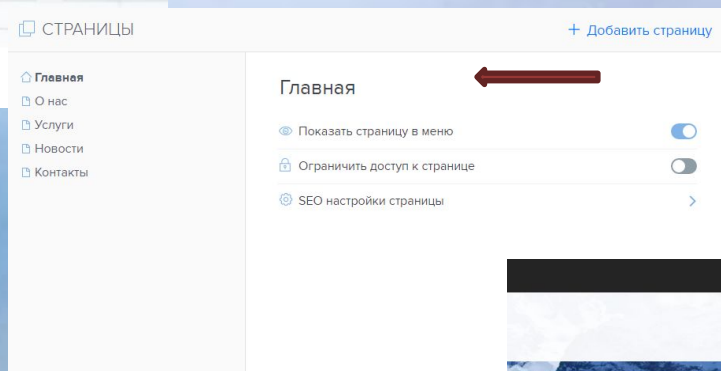 СТРАНИЦЫ
+ Добавить страницу
Главная
О нас
Услуги
Новости
Контакты
Главная
Показать страницу в меню
Ограничить доступ к странице
SEO настройки страницы